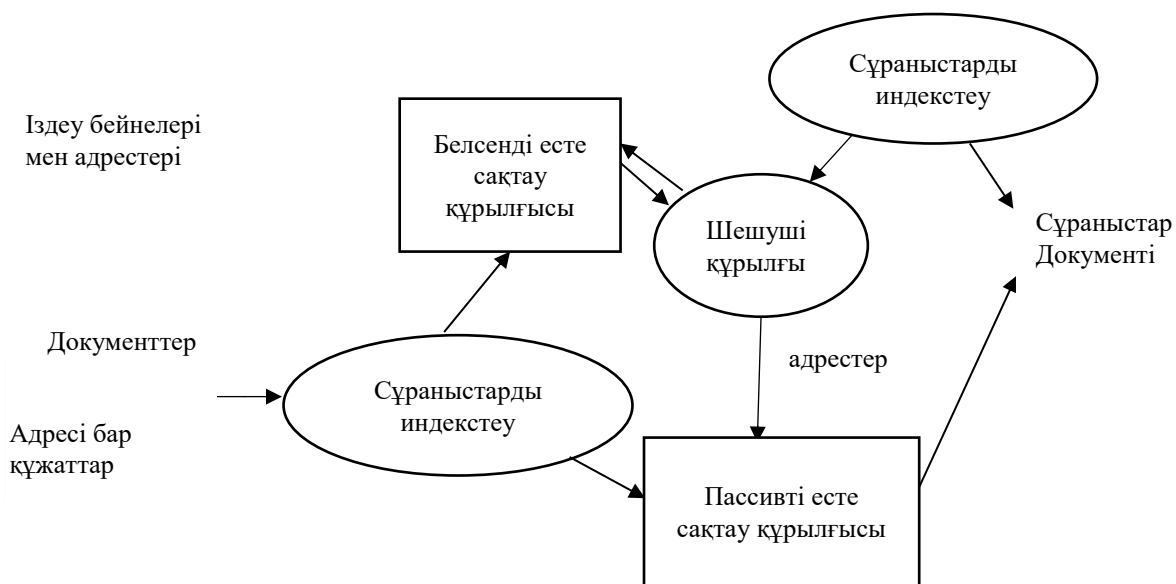 Сұраныстарды
индекстеу
Іздеу бейнелері
мен адрестері
Белсенді есте
сақтау
құрылғысы
Шешуші
құрылғы
Сұраныстар
Документі
Документтер
адрестер
Сұраныстарды
индекстеу
Адресі бар
құжаттар
Пассивті есте
сақтау құрылғысы